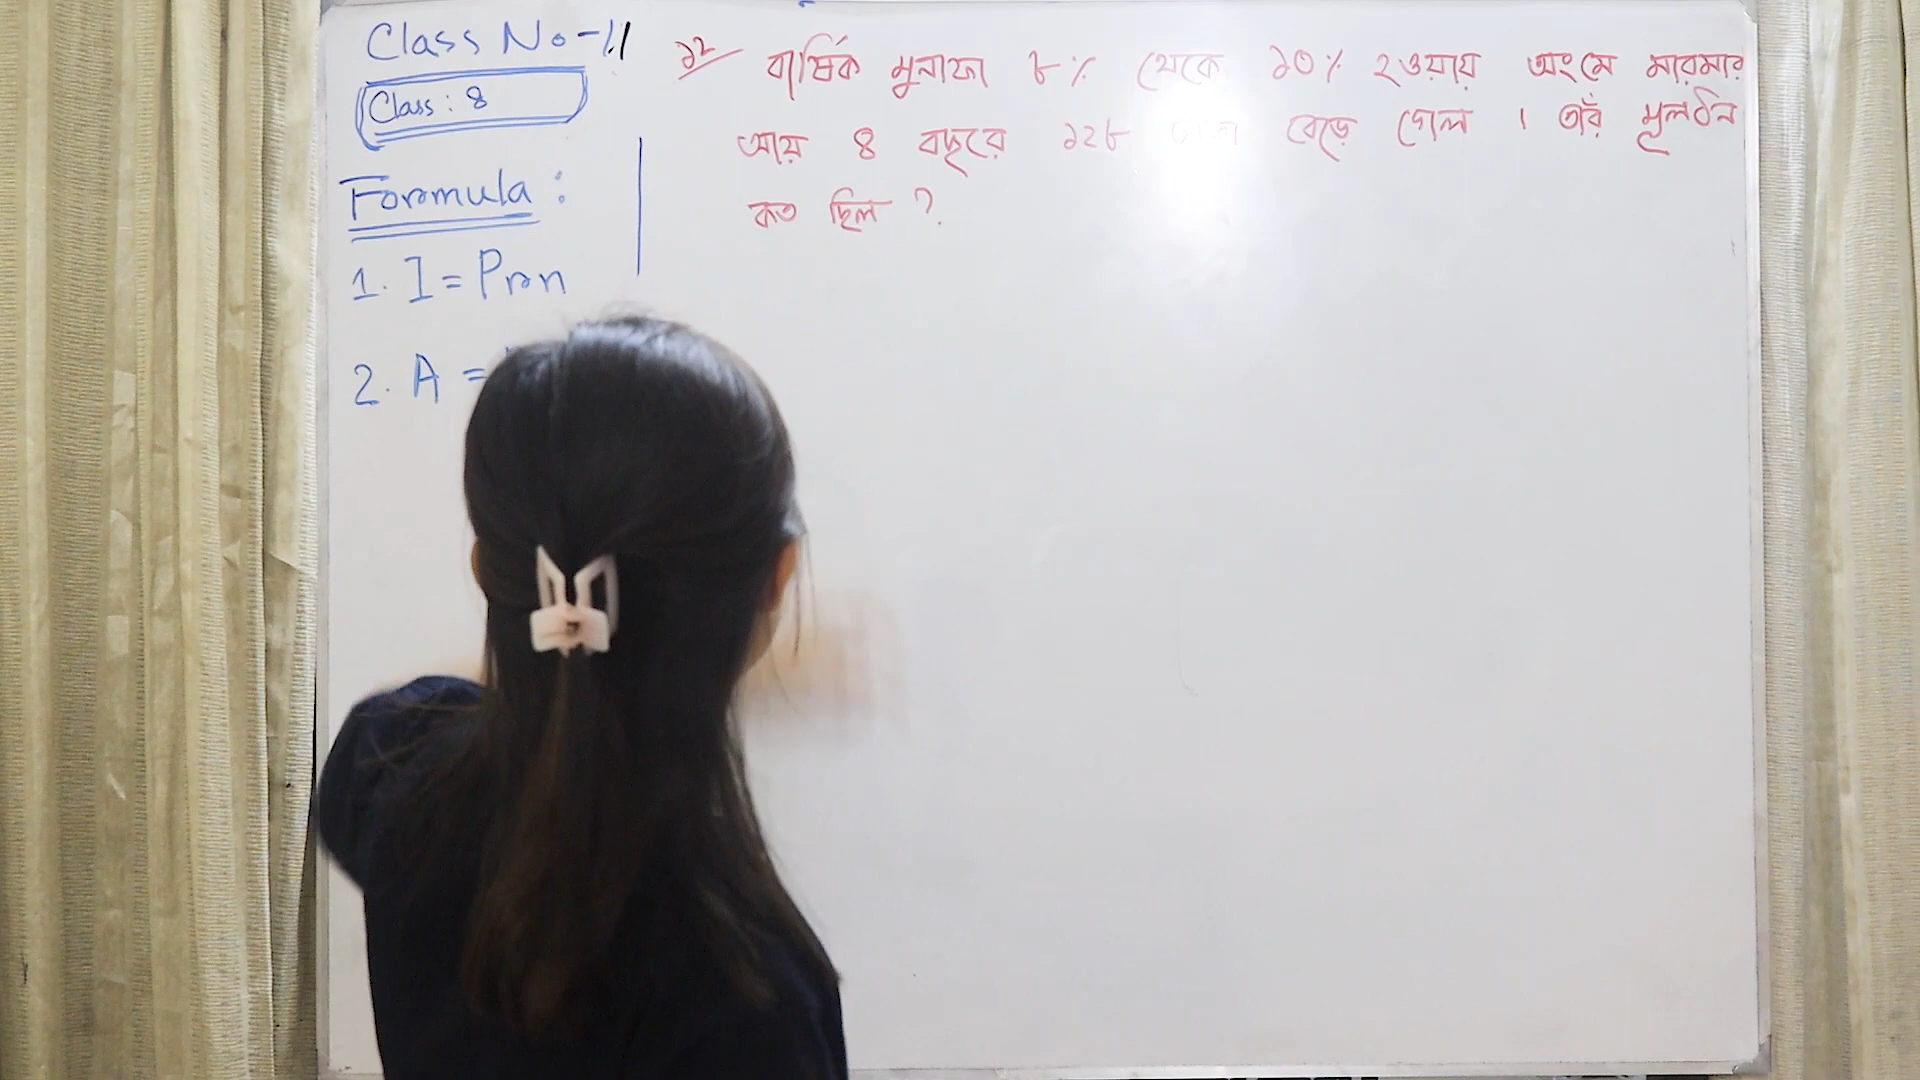 Class No-11
Class: 8
Formula:
1. I = Prn
2. A =
১২ বার্ষিক মুনাফা ৮% থেকে ১০% হওয়ায় অংসে মারমার
আয় ৪ বছরে ১২৮ বেড়ে গেল । তাঁর মূলধন
কত ছিল ?